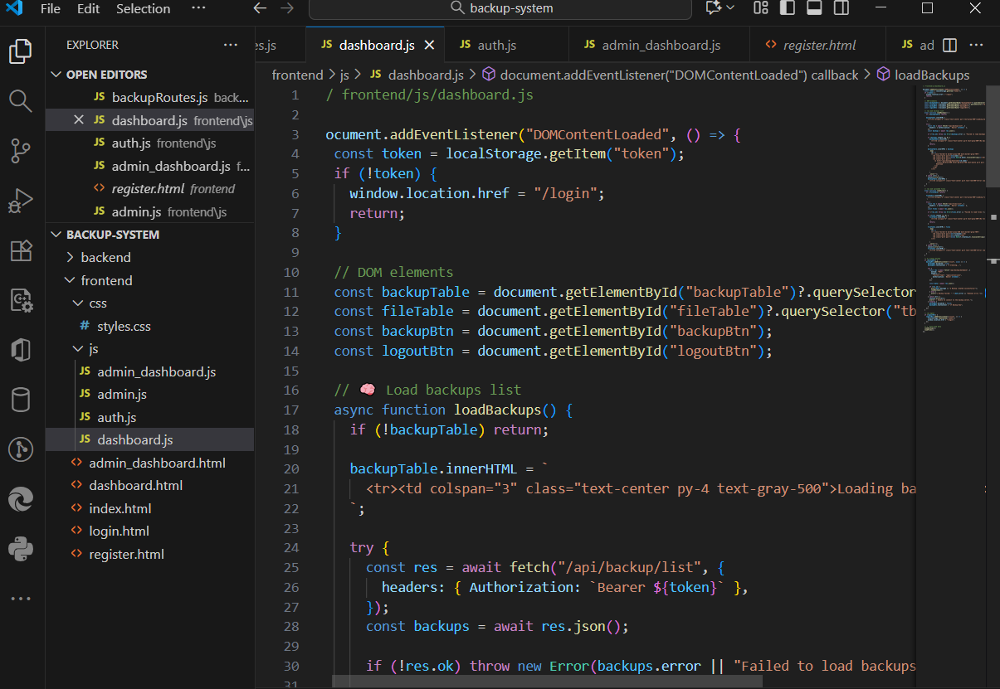 File Edit Selection ··· backup-system
EXPLORER ···
OPEN EDITORS
backupRoutes.js back...
dashboard.js frontend\js
auth.js frontend\js
admin_dashboard.js f...
register.html frontend
admin.js frontend\js
BACKUP-SYSTEM
backend
frontend
css
styles.css
js
admin_dashboard.js
admin.js
auth.js
dashboard.js
admin_dashboard.html
dashboard.html
index.html
login.html
register.html
es.js JS dashboard.js JS auth.js JS admin_dashboard.js <> register.html JS ad
frontend > js > JS dashboard.js > document.addEventListener("DOMContentLoaded") callback > loadBackups
1 / frontend/js/dashboard.js
2
3 ocument.addEventListener("DOMContentLoaded", () => {
4 const token = localStorage.getItem("token");
5 if (!token) {
6 window.location.href = "/login";
7 return;
8 }
9
10 // DOM elements
11 const backupTable = document.getElementById("backupTable")?.querySelector
12 const fileTable = document.getElementById("fileTable")?.querySelector("tb
13 const backupBtn = document.getElementById("backupBtn");
14 const logoutBtn = document.getElementById("logoutBtn");
15
16 // 🧠 Load backups list
17 async function loadBackups() {
18 if (!backupTable) return;
19
20 backupTable.innerHTML = `
21 <tr><td colspan="3" class="text-center py-4 text-gray-500">Loading ba
22 `;
23
24 try {
25 const res = await fetch("/api/backup/list", {
26 headers: { Authorization: `Bearer ${token}` },
27 });
28 const backups = await res.json();
29
30 if (!res.ok) throw new Error(backups.error || "Failed to load backups
31